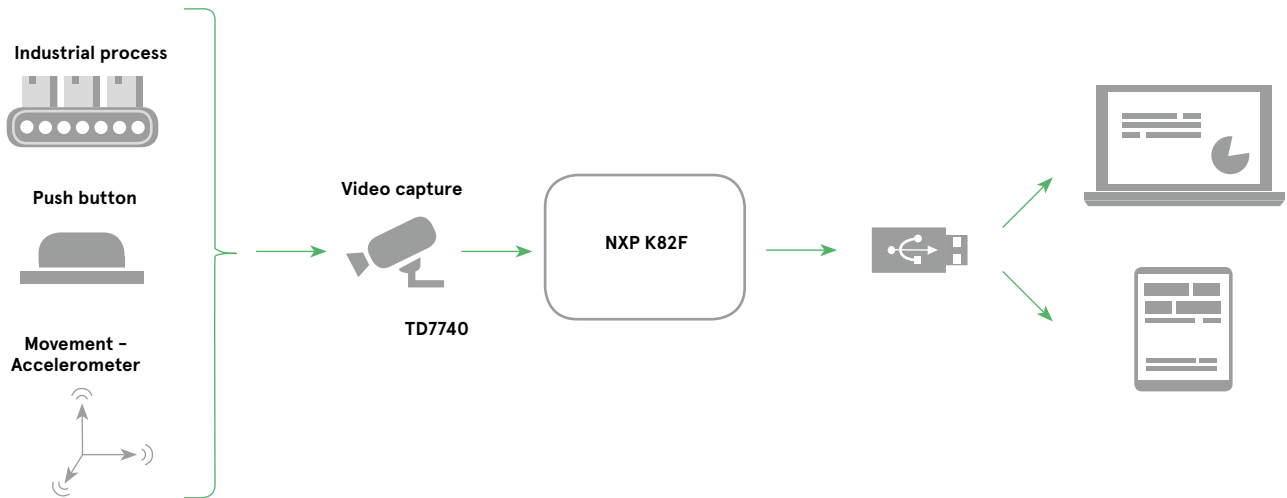 Industrial process
Push button
Movement -
Accelerometer
Video capture
TD7740
NXP K82F